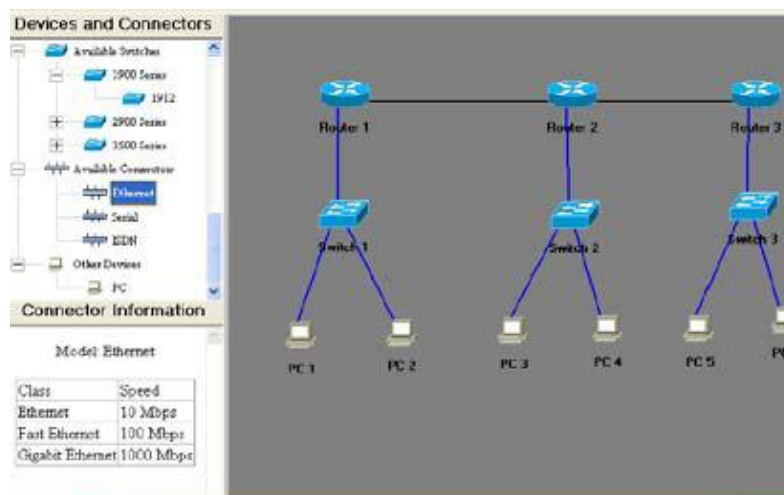 Devices and Connectors
Available Switches
1900 Series
1912
2900 Series
3500 Series
Available Connectors
Ethernet
Serial
ISDN
Other Devices
PC
Connector Information
Model: Ethernet
Class Speed
Ethernet 10 Mbps
Fast Ethernet 100 Mbps
Gigabit Ethernet 1000 Mbps
Router 1
Router 2
Router 3
Switch 1
Switch 2
Switch 3
PC 1
PC 2
PC 3
PC 4
PC 5